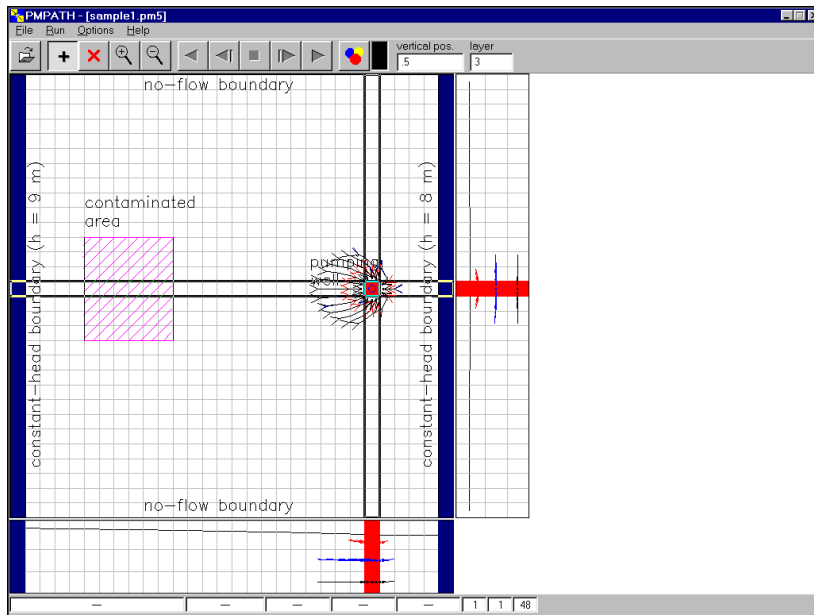 PMPATH - [sample1.pm5]
File Run Options Help
vertical pos. layer
.5 3
no-flow boundary
constant-head boundary (h = 9 m)
contaminated
area
pumping
well
constant-head boundary (h = 8 m)
no-flow boundary
— — — — — 1 1 48